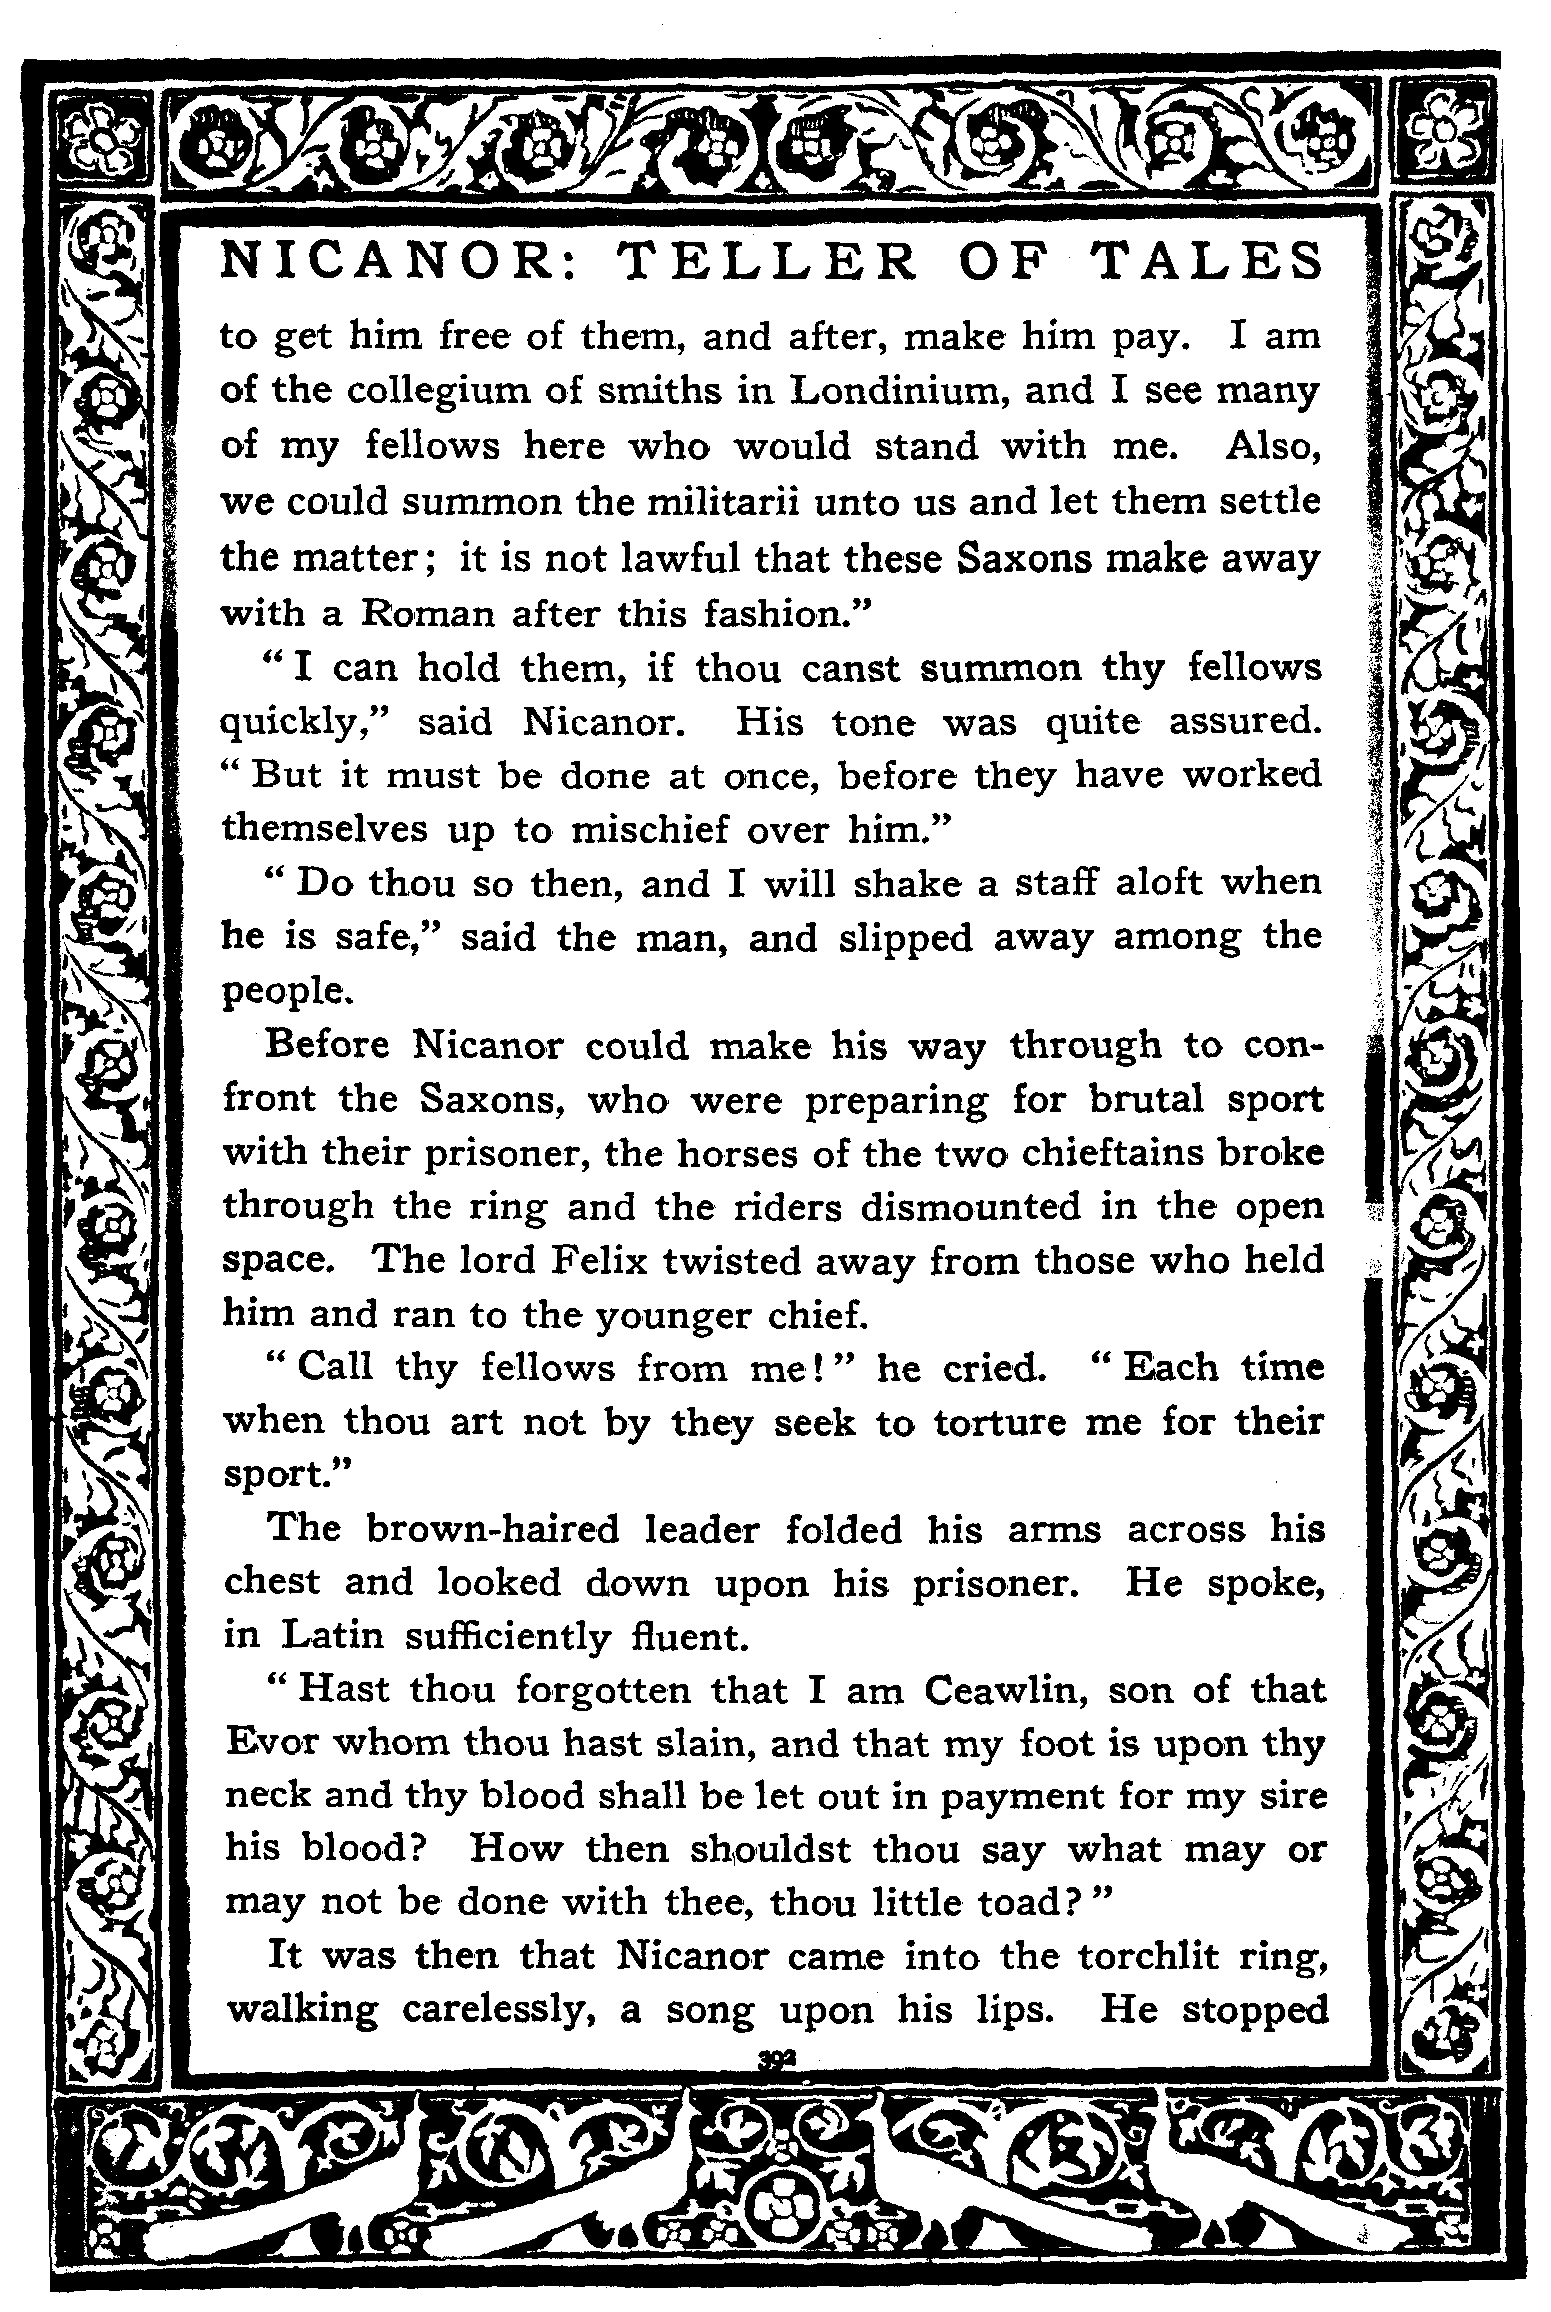 NICANOR: TELLER OF TALES
to get him free of them, and after, make him pay. I am
of the collegium of smiths in Londinium, and I see many
of my fellows here who would stand with me. Also,
we could summon the militarii unto us and let them settle
the matter; it is not lawful that these Saxons make away
with a Roman after this fashion.”
“ I can hold them, if thou canst summon thy fellows
quickly,” said Nicanor. His tone was quite assured.
“ But it must be done at once, before they have worked
themselves up to mischief over him.”
“ Do thou so then, and I will shake a staff aloft when
he is safe,” said the man, and slipped away among the
people.
Before Nicanor could make his way through to con-
front the Saxons, who were preparing for brutal sport
with their prisoner, the horses of the two chieftains broke
through the ring and the riders dismounted in the open
space. The lord Felix twisted away from those who held
him and ran to the younger chief.
“ Call thy fellows from me! ” he cried. “ Each time
when thou art not by they seek to torture me for their
sport.”
The brown-haired leader folded his arms across his
chest and looked down upon his prisoner. He spoke,
in Latin sufficiently fluent.
“ Hast thou forgotten that I am Ceawlin, son of that
Evor whom thou hast slain, and that my foot is upon thy
neck and thy blood shall be let out in payment for my sire
his blood? How then shouldst thou say what may or
may not be done with thee, thou little toad? ”
It was then that Nicanor came into the torchlit ring,
walking carelessly, a song upon his lips. He stopped
392